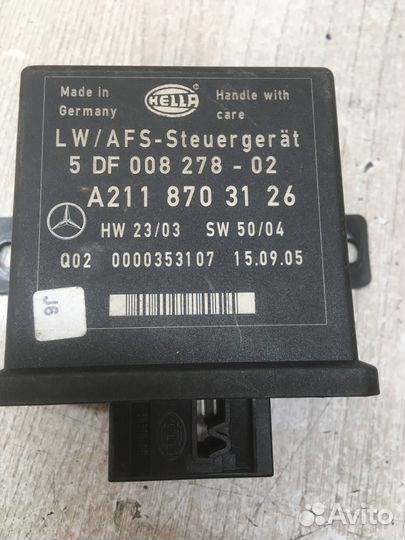 Made in
Germany
HELLA
Handle with
care
LW/AFS-Steuergerät
5 DF 008 278 - 02
A211 870 31 26
HW 23/03 SW 50/04
Q02 0000353107 15.09.05
HELLA
Avito